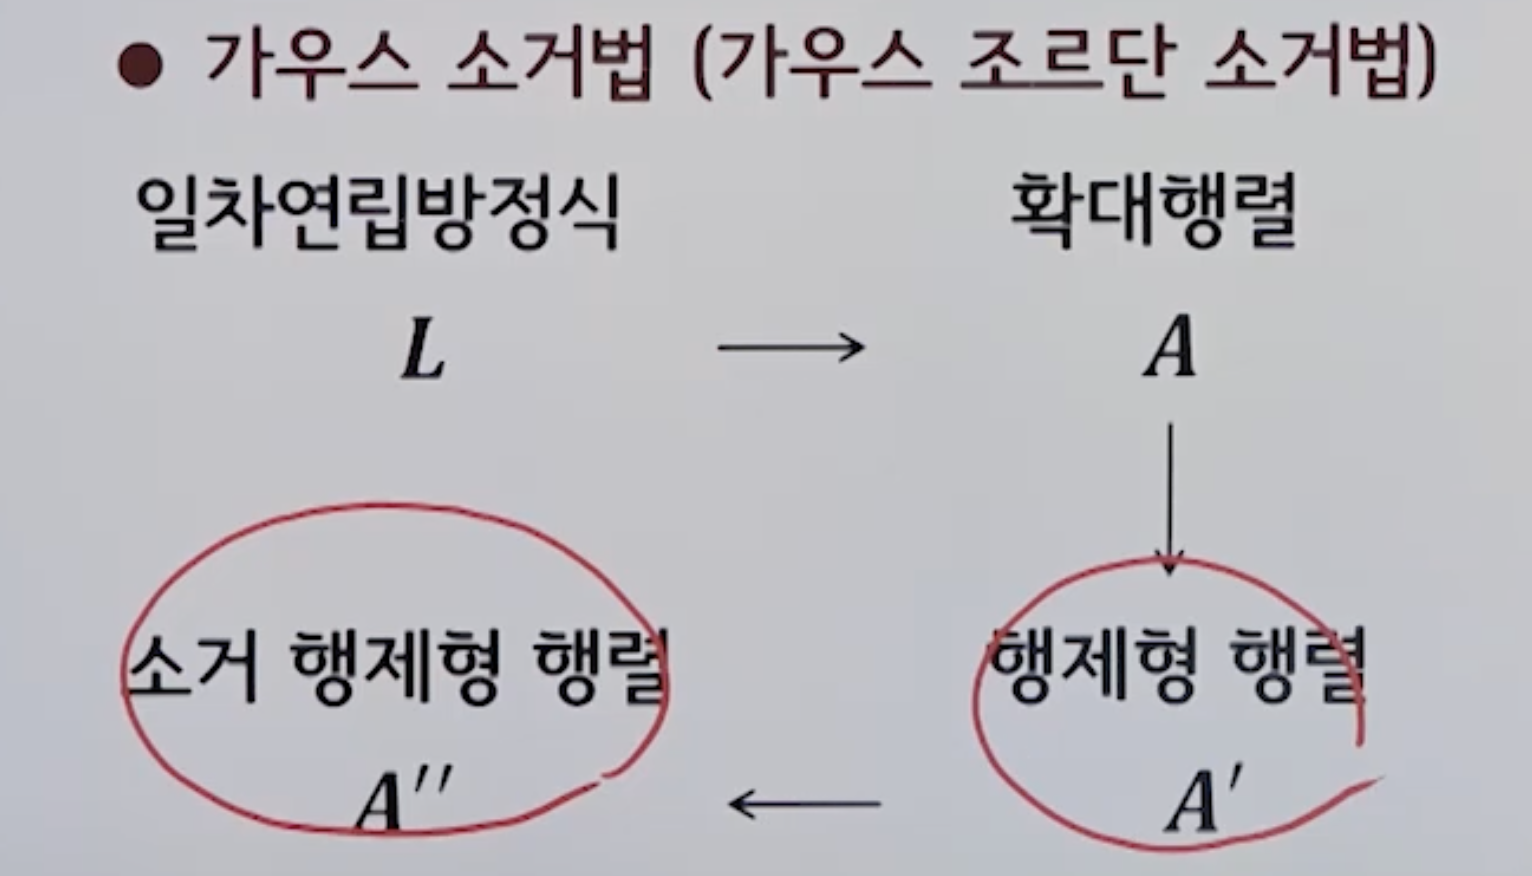 ● 가우스 소거법 (가우스 조르단 소거법)
일차연립방정식 확대행렬
L → A
↓
소거 행제형 행렬 행제형 행렬
A″ ← A′